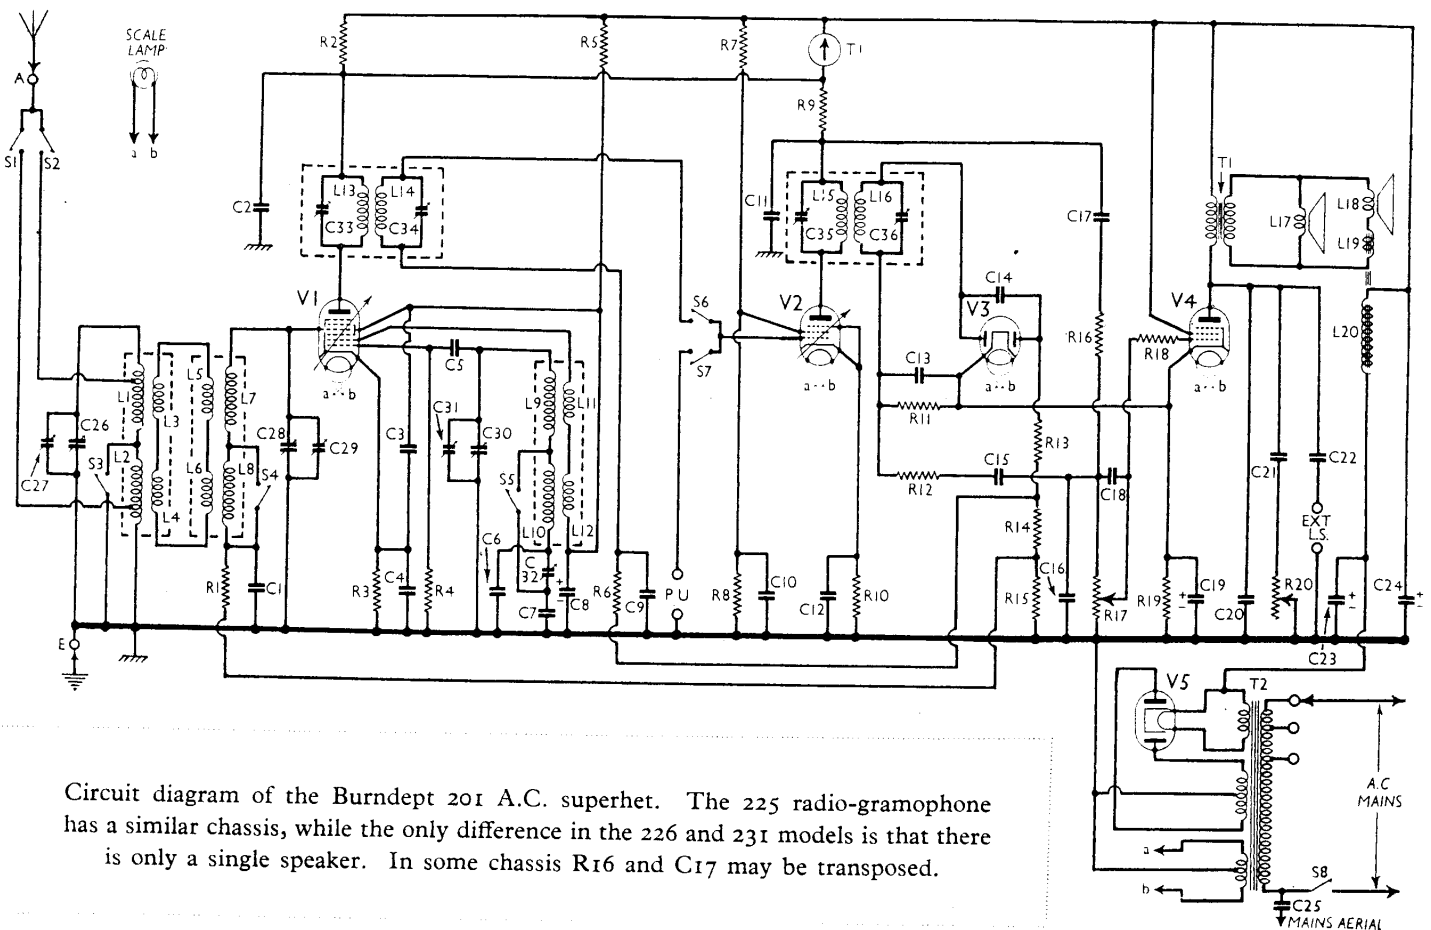 SCALE
LAMP
A
a b
S1 S2
R2
R5
R7
T1
R9
C2
L13 L14
C33 C34
C11
L15 L16
C35 C36
C17
T1
L17
L18
L19
L20
V1
a b
S6
S7
V2
a b
C14
V3
a b
C13
R11
R16
R18
V4
a b
C5
L1
L2
L3
L4
L5
L6
L7
L8
C26
C27
S3
S4
C28 C29
C3
C31 C30
S5
L9
L11
L10
L12
R12
C15
C18
R13
R14
C21
C22
EXT
L.S.
R1
C1
R3
C4
R4
C6
C
32
C7
+
-
C8
R6
C9
P U
R8
C10
C12
R10
R15
C16
R17
R19
+
-
C19
C20
R20
+
-
C23
C24
+
-
E
V5
T2
A.C
MAINS
a
b
S8
C25
MAINS AERIAL
Circuit diagram of the Burndept 201 A.C. superhet. The 225 radio-gramophone
has a similar chassis, while the only difference in the 226 and 231 models is that there
is only a single speaker. In some chassis R16 and C17 may be transposed.